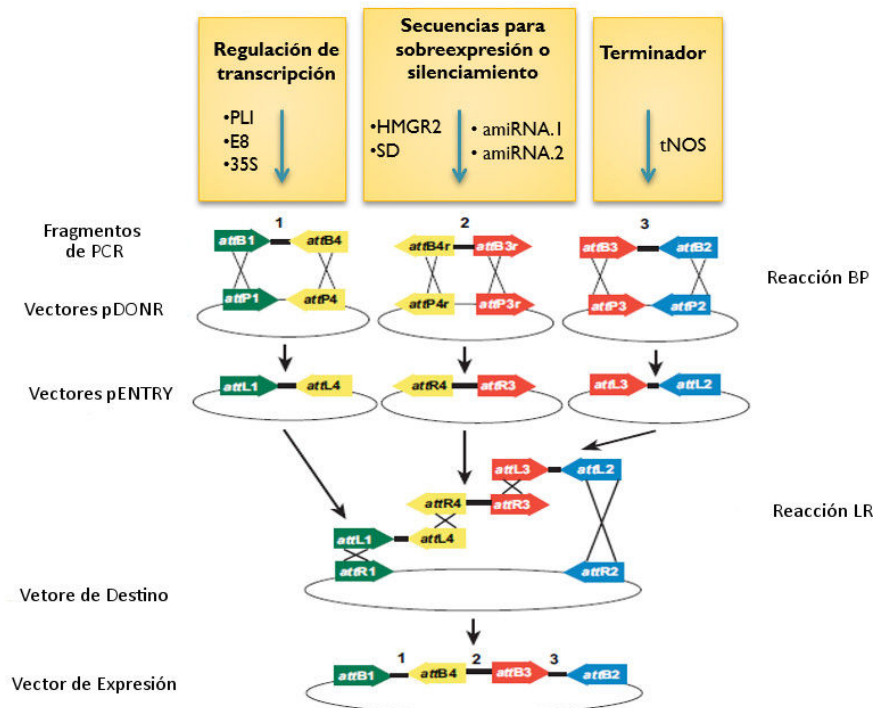 Regulación de
transcripción
•PLI
•E8
•35S
Secuencias para
sobreexpresión o
silenciamiento
•HMGR2
•SD
• amiRNA.1
• amiRNA.2
Terminador
tNOS
Fragmentos
de PCR
1
attB1
attB4
2
attB4r
attB3r
3
attB3
attB2
Reacción BP
Vectores pDONR
attP1
attP4
attP4r
attP3r
attP3
attP2
Vectores pENTRY
attL1
attL4
attR4
attR3
attL3
attL2
attL3
attL2
attR4
attR3
Reacción LR
attL1
attL4
attR1
attR2
Vetore de Destino
1
2
3
Vector de Expresión
attB1
attB4
attB3
attB2